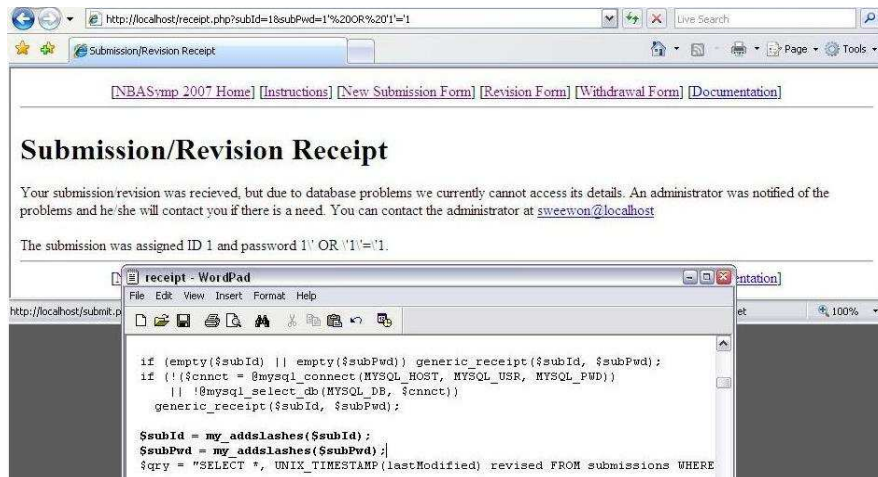 http://localhost/receipt.php?subId=1&subPwd=1'%20OR%20'1'='1
Live Search
Submission/Revision Receipt
Page
Tools
[NBASymp 2007 Home] [Instructions] [New Submission Form] [Revision Form] [Withdrawal Form] [Documentation]
Submission/Revision Receipt
Your submission/revision was recieved, but due to database problems we currently cannot access its details. An administrator was notified of the
problems and he/she will contact you if there is a need. You can contact the administrator at sweewon@localhost
The submission was assigned ID 1 and password 1\' OR \'1\'=\'1.
[N
entation]
receipt - WordPad
File Edit View Insert Format Help
http://localhost/submit.p
et
100%
if (empty($subId) || empty($subPwd)) generic_receipt($subId, $subPwd);
if (!($cnnct = @mysql_connect(MYSQL_HOST, MYSQL_USR, MYSQL_PWD))
|| !@mysql_select_db(MYSQL_DB, $cnnct))
generic_receipt($subId, $subPwd);
$subId = my_addslashes($subId);
$subPwd = my_addslashes($subPwd);
$qry = "SELECT *, UNIX_TIMESTAMP(lastModified) revised FROM submissions WHERE